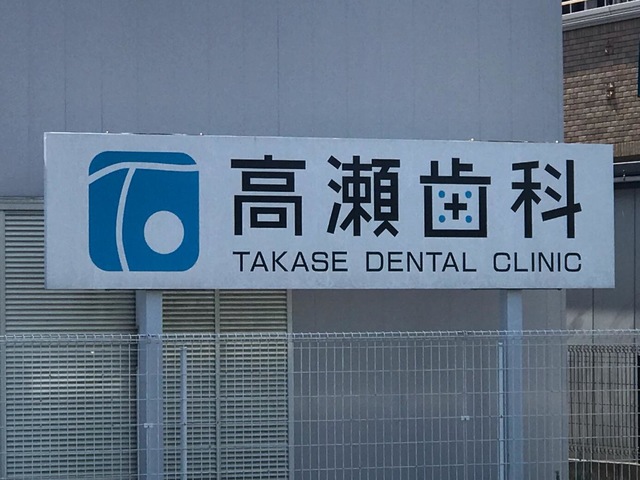 高瀬歯科
TAKASE DENTAL CLINIC